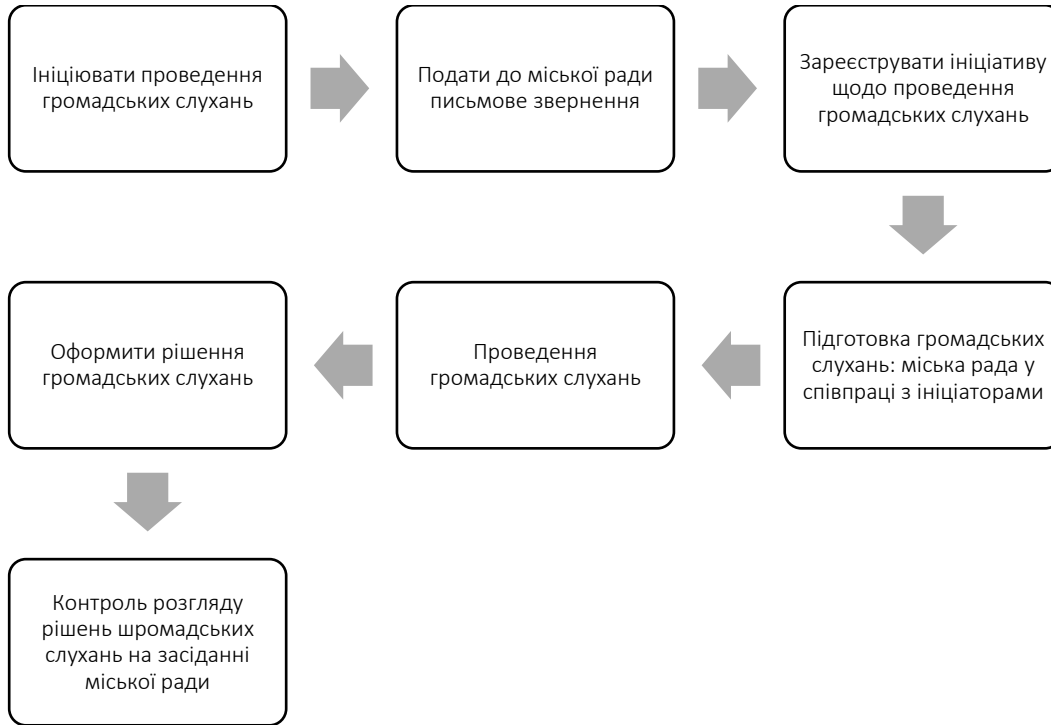 Ініціювати проведення
громадських слухань
Подати до міської ради
письмове звернення
Зареєструвати ініціативу
щодо проведення
громадських слухань
Підготовка громадських
слухань: міська рада у
співпраці з ініціаторами
Проведення
громадських слухань
Оформити рішення
громадських слухань
Контроль розгляду
рішень шромадських
слухань на засіданні
міської ради